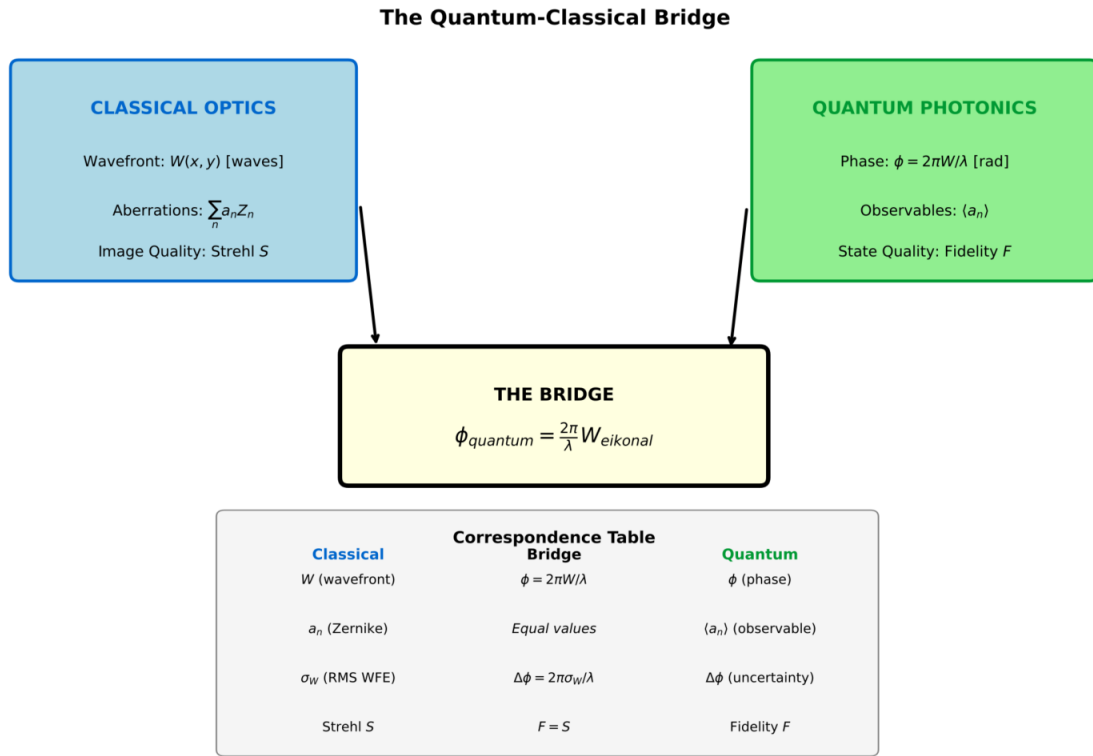 The Quantum-Classical Bridge
CLASSICAL OPTICS
Wavefront: W(x, y) [waves]
Aberrations: ∑ₙ aₙZₙ
Image Quality: Strehl S
QUANTUM PHOTONICS
Phase: ϕ = 2πW/λ [rad]
Observables: ⟨aₙ⟩
State Quality: Fidelity F
THE BRIDGE
ϕ_quantum = 2π/λ W_eikonal
Correspondence Table
Classical Bridge Quantum
W (wavefront) ϕ = 2πW/λ ϕ (phase)
aₙ (Zernike) Equal values ⟨aₙ⟩ (observable)
σ_W (RMS WFE) Δϕ = 2πσ_W/λ Δϕ (uncertainty)
Strehl S F = S Fidelity F